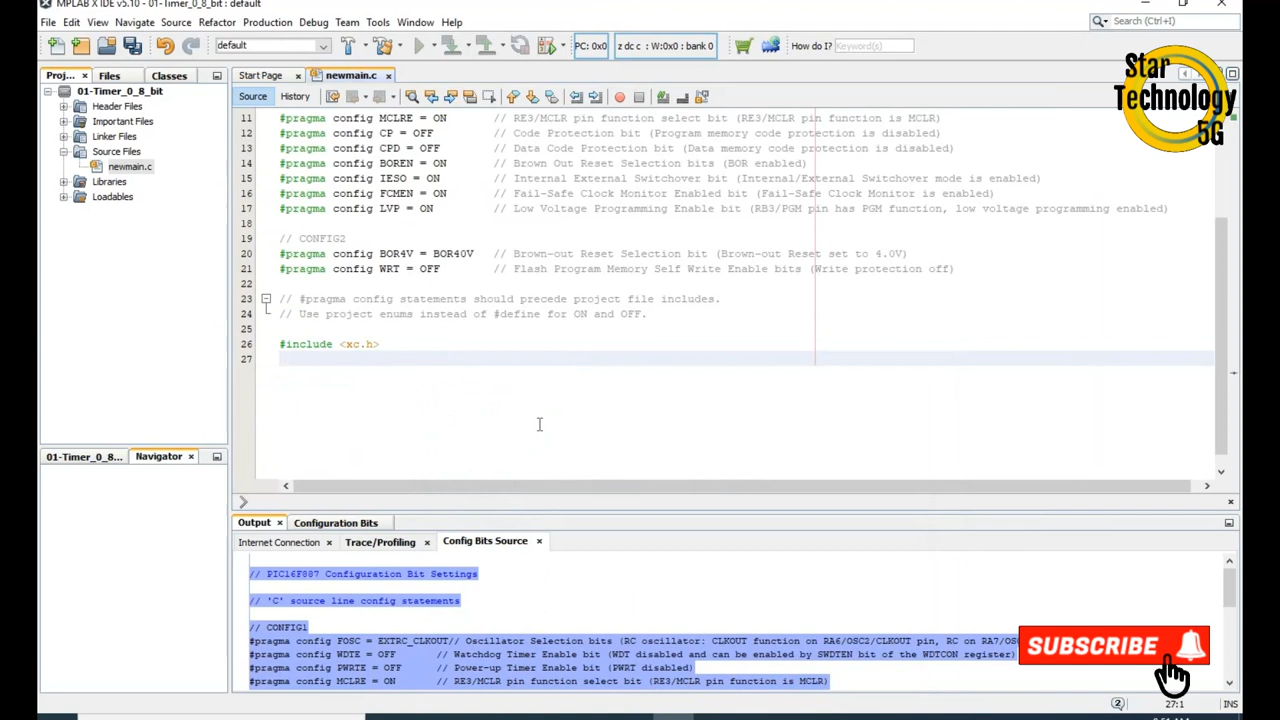 MPLAB X IDE v5.10 - 01-Timer_0_8_bit : default
File Edit View Navigate Source Refactor Production Debug Team Tools Window Help
Search (Ctrl+I)
default
PC: 0x0
z dc c : W:0x0 : bank 0
How do I?
Keyword(s)
Star
Technology
5G
Proj...
Files
Classes
Start Page
newmain.c
Source
History
01-Timer_0_8_bit
Header Files
Important Files
Linker Files
Source Files
newmain.c
Libraries
Loadables
11 #pragma config MCLRE = ON // RE3/MCLR pin function select bit (RE3/MCLR pin function is MCLR)
12 #pragma config CP = OFF // Code Protection bit (Program memory code protection is disabled)
13 #pragma config CPD = OFF // Data Code Protection bit (Data memory code protection is disabled)
14 #pragma config BOREN = ON // Brown Out Reset Selection bits (BOR enabled)
15 #pragma config IESO = ON // Internal External Switchover bit (Internal/External Switchover mode is enabled)
16 #pragma config FCMEN = ON // Fail-Safe Clock Monitor Enabled bit (Fail-Safe Clock Monitor is enabled)
17 #pragma config LVP = ON // Low Voltage Programming Enable bit (RB3/PGM pin has PGM function, low voltage programming enabled)
18
19 // CONFIG2
20 #pragma config BOR4V = BOR40V // Brown-out Reset Selection bit (Brown-out Reset set to 4.0V)
21 #pragma config WRT = OFF // Flash Program Memory Self Write Enable bits (Write protection off)
22
23 // #pragma config statements should precede project file includes.
24 // Use project enums instead of #define for ON and OFF.
25
26 #include <xc.h>
27
01-Timer_0_8...
Navigator
Output
Configuration Bits
Internet Connection
Trace/Profiling
Config Bits Source
// PIC16F887 Configuration Bit Settings
// 'C' source line config statements
// CONFIG1
#pragma config FOSC = EXTRC_CLKOUT// Oscillator Selection bits (RC oscillator: CLKOUT function on RA6/OSC2/CLKOUT pin, RC on RA7/OS
#pragma config WDTE = OFF // Watchdog Timer Enable bit (WDT disabled and can be enabled by SWDTEN bit of the WDTCON register)
#pragma config PWRTE = OFF // Power-up Timer Enable bit (PWRT disabled)
#pragma config MCLRE = ON // RE3/MCLR pin function select bit (RE3/MCLR pin function is MCLR)
SUBSCRIBE
2
27:1
INS